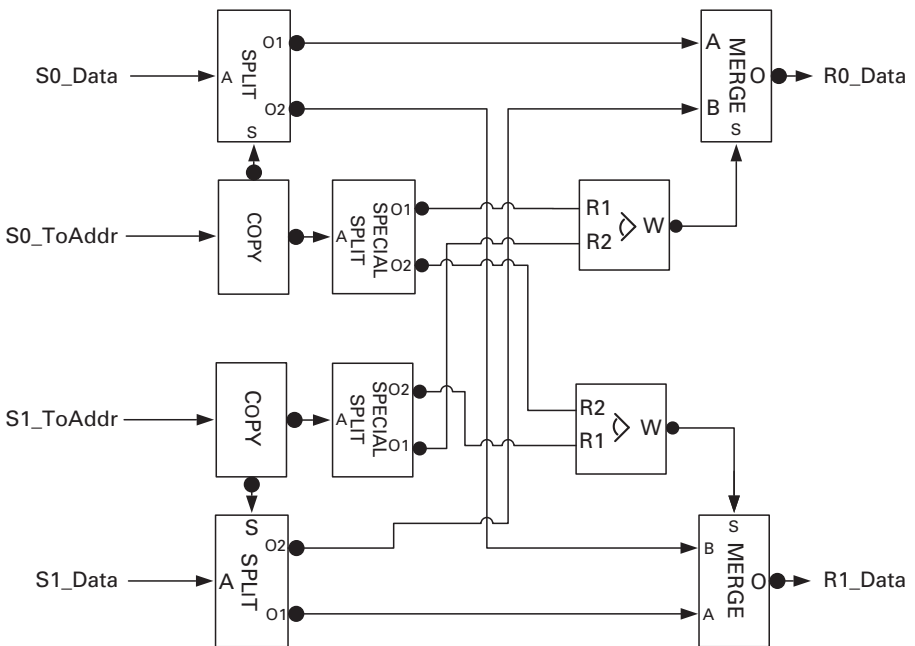 S0_Data
A
SPLIT
O1
O2
S
A
B
MERGE
O
S
R0_Data
S0_ToAddr
COPY
A
SPECIAL
SPLIT
O1
O2
R1
R2
W
S1_ToAddr
COPY
A
SPECIAL
SPLIT
O2
O1
R2
R1
W
S1_Data
S
A
SPLIT
O2
O1
S
B
A
MERGE
O
R1_Data